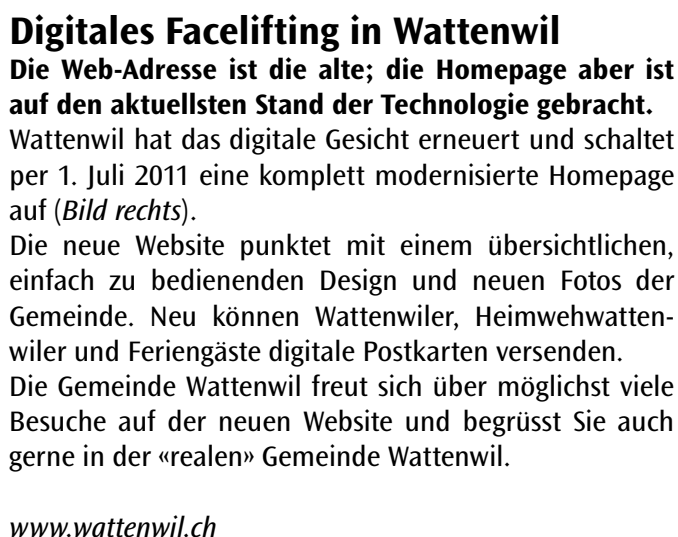 Digitales Facelifting in Wattenwil
Die Web-Adresse ist die alte; die Homepage aber ist
auf den aktuellsten Stand der Technologie gebracht.
Wattenwil hat das digitale Gesicht erneuert und schaltet
per 1. Juli 2011 eine komplett modernisierte Homepage
auf (Bild rechts).
Die neue Website punktet mit einem übersichtlichen,
einfach zu bedienenden Design und neuen Fotos der
Gemeinde. Neu können Wattenwiler, Heimwehwatten-
wiler und Feriengäste digitale Postkarten versenden.
Die Gemeinde Wattenwil freut sich über möglichst viele
Besuche auf der neuen Website und begrüsst Sie auch
gerne in der «realen» Gemeinde Wattenwil.
www.wattenwil.ch